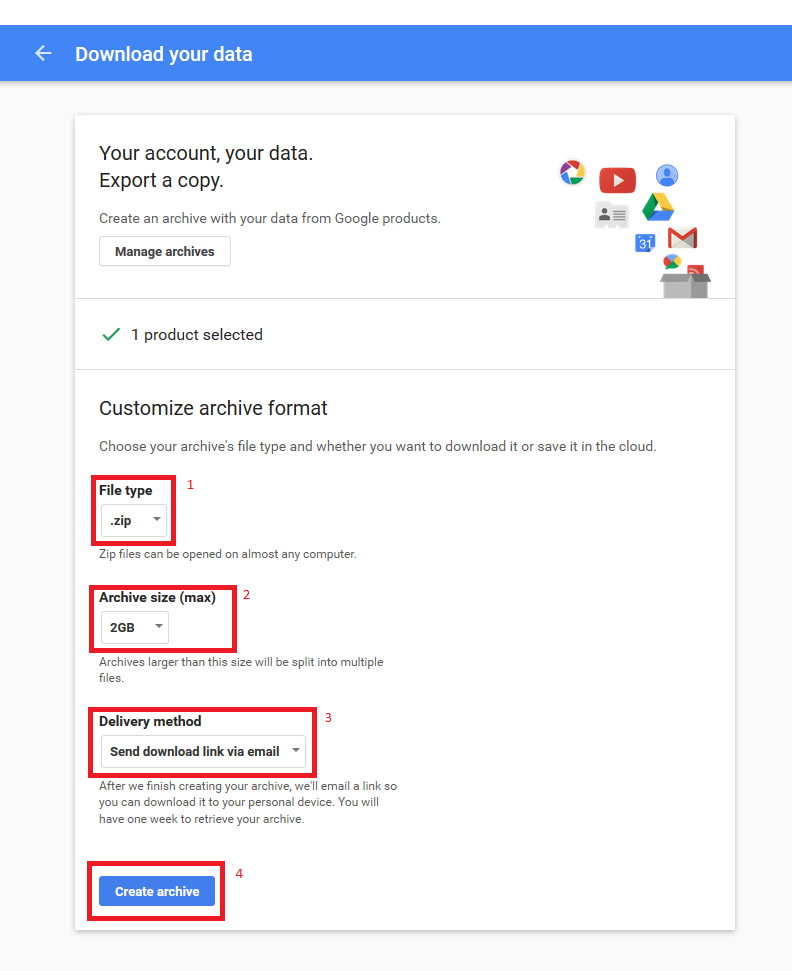 Download your data
Your account, your data.
Export a copy.
Create an archive with your data from Google products.
Manage archives
31
1 product selected
Customize archive format
Choose your archive's file type and whether you want to download it or save it in the cloud.
File type 1
.zip
Zip files can be opened on almost any computer.
Archive size (max) 2
2GB
Archives larger than this size will be split into multiple
files.
Delivery method 3
Send download link via email
After we finish creating your archive, we'll email a link so
you can download it to your personal device. You will
have one week to retrieve your archive.
4
Create archive